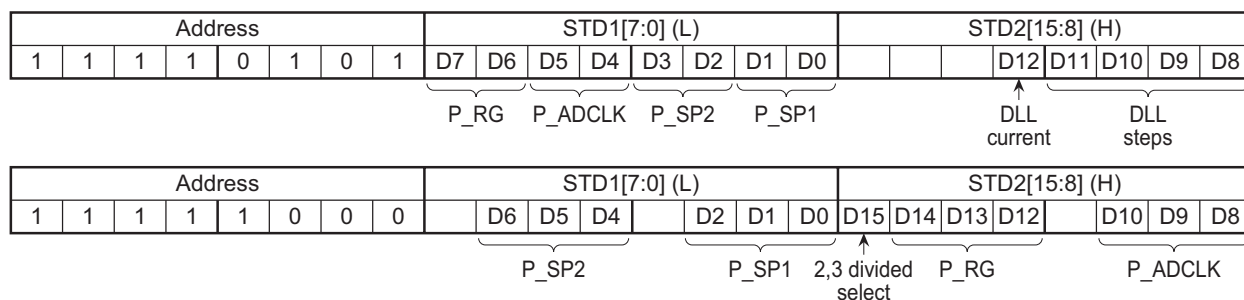 Address STD1[7:0] (L) STD2[15:8] (H)
1 1 1 1 0 1 0 1 D7 D6 D5 D4 D3 D2 D1 D0 D12 D11 D10 D9 D8
P_RG P_ADCLK P_SP2 P_SP1 DLL current DLL steps
Address STD1[7:0] (L) STD2[15:8] (H)
1 1 1 1 1 0 0 0 D6 D5 D4 D2 D1 D0 D15 D14 D13 D12 D10 D9 D8
P_SP2 P_SP1 2,3 divided select P_RG P_ADCLK